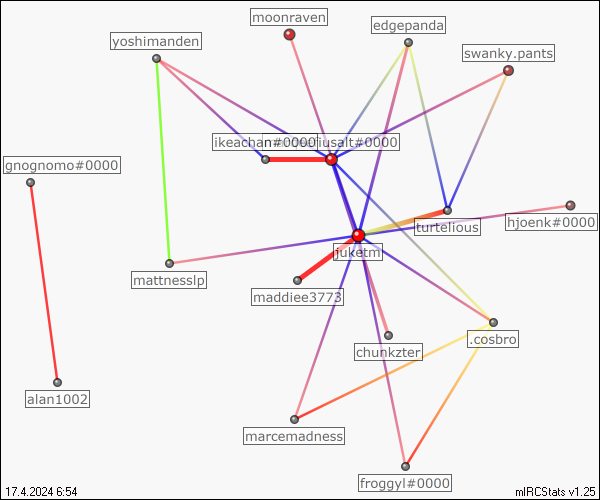 moonraven
edgepanda
yoshimanden
swanky.pants
ikeachan#0000
iusalt#0000
gnognomo#0000
hjoenk#0000
turtelious
juketm
mattnesslp
maddiee3773
.cosbro
chunkzter
alan1002
marcemadness
froggyl#0000
17.4.2024 6:54
mIRCStats v1.25